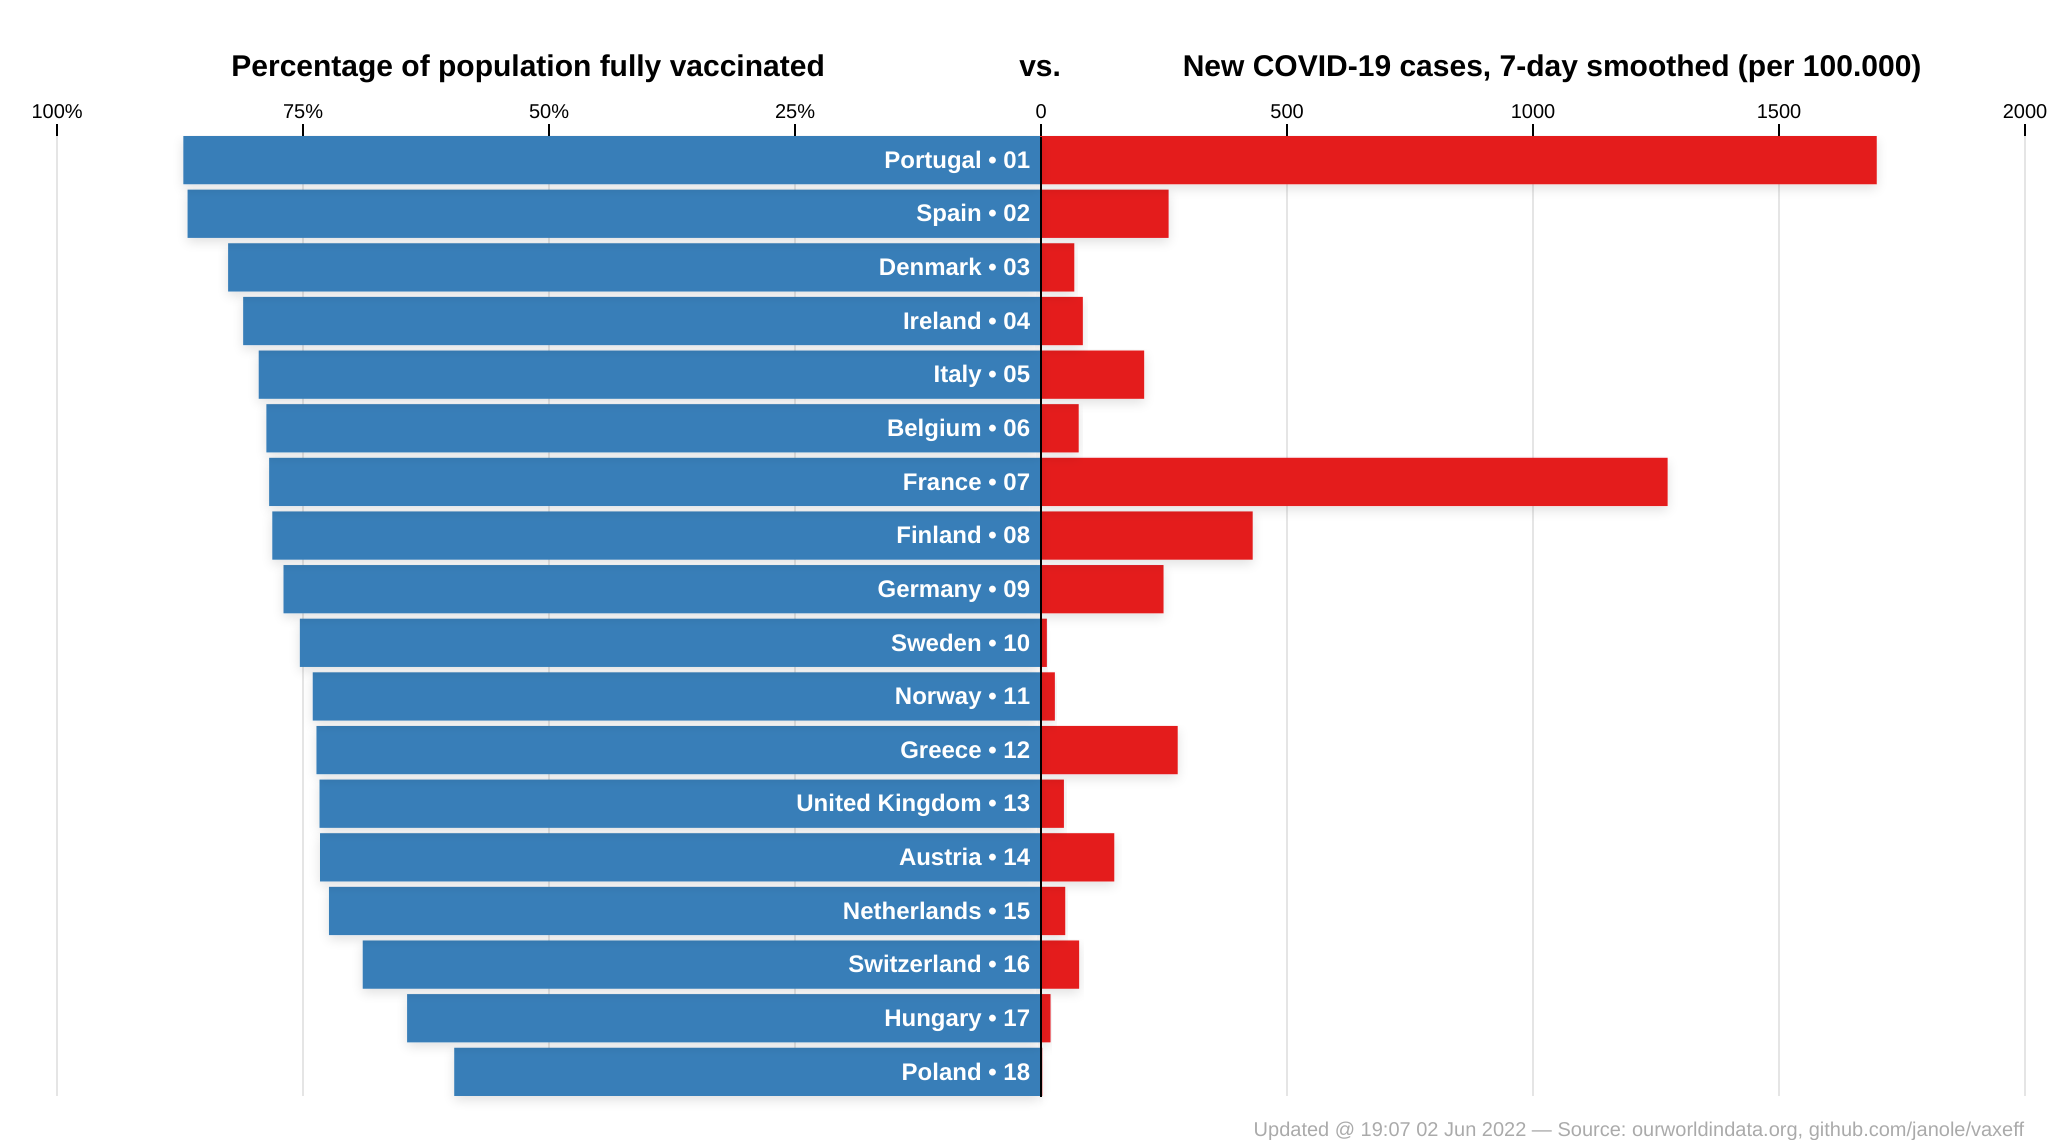 Percentage of population fully vaccinated vs. New COVID-19 cases, 7-day smoothed (per 100.000)
100% 75% 50% 25% 0 500 1000 1500 2000
Portugal • 01
Spain • 02
Denmark • 03
Ireland • 04
Italy • 05
Belgium • 06
France • 07
Finland • 08
Germany • 09
Sweden • 10
Norway • 11
Greece • 12
United Kingdom • 13
Austria • 14
Netherlands • 15
Switzerland • 16
Hungary • 17
Poland • 18
Updated @ 19:07 02 Jun 2022 — Source: ourworldindata.org, github.com/janole/vaxeff